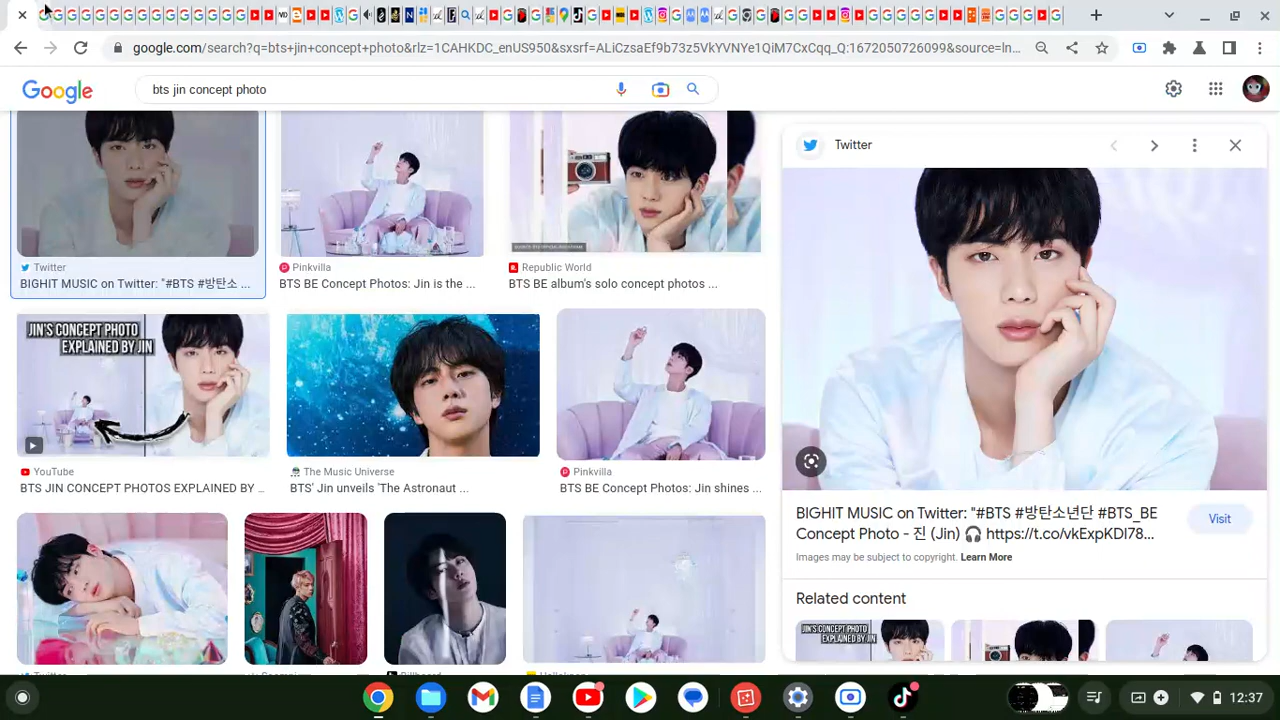 google.com/search?q=bts+jin+concept+photo&rlz=1CAHKDC_enUS950&sxsrf=ALiCzsaEf9b73z5VkYVNYe1QiM7CxCqq_Q:1672050726099&source=ln...
Google
bts jin concept photo
Twitter
BIGHIT MUSIC on Twitter: "#BTS #방탄소 ...
Pinkvilla
BTS BE Concept Photos: Jin is the ...
Republic World
BTS BE album's solo concept photos ...
JIN'S CONCEPT PHOTO
EXPLAINED BY JIN
YouTube
BTS JIN CONCEPT PHOTOS EXPLAINED BY ...
The Music Universe
BTS' Jin unveils 'The Astronaut ...
Pinkvilla
BTS BE Concept Photos: Jin shines ...
Twitter
BIGHIT MUSIC on Twitter: "#BTS #방탄소년단 #BTS_BE
Concept Photo - 진 (Jin) 🎧 https://t.co/vkExpKDI78...
Visit
Images may be subject to copyright. Learn More
Related content
JIN'S CONCEPT PHOTO
EXPLAINED BY JIN
12:37